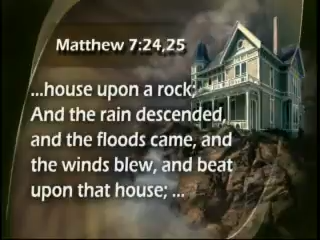 Matthew 7:24,25
...house upon a rock;
And the rain descended,
and the floods came, and
the winds blew, and beat
upon that house; ...